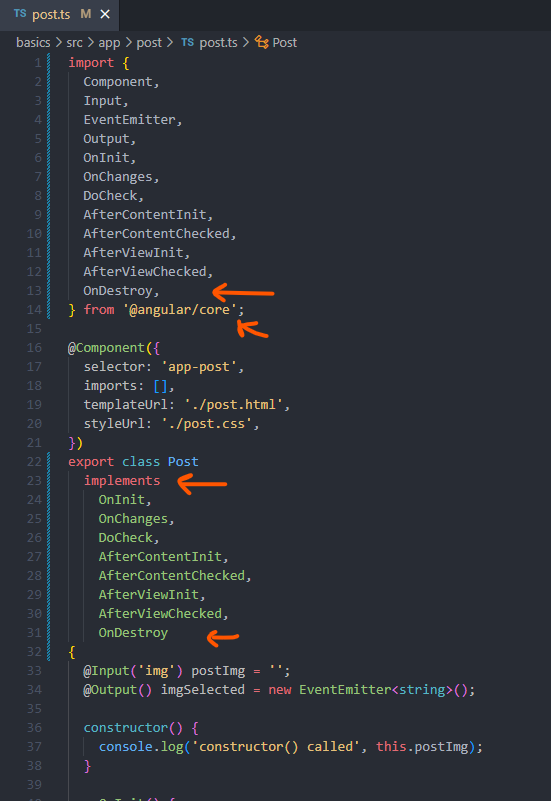 TS post.ts M ×
basics > src > app > post > TS post.ts > Post
1 import {
2 Component,
3 Input,
4 EventEmitter,
5 Output,
6 OnInit,
7 OnChanges,
8 DoCheck,
9 AfterContentInit,
10 AfterContentChecked,
11 AfterViewInit,
12 AfterViewChecked,
13 OnDestroy,
14 } from '@angular/core';
15
16 @Component({
17 selector: 'app-post',
18 imports: [],
19 templateUrl: './post.html',
20 styleUrl: './post.css',
21 })
22 export class Post
23 implements
24 OnInit,
25 OnChanges,
26 DoCheck,
27 AfterContentInit,
28 AfterContentChecked,
29 AfterViewInit,
30 AfterViewChecked,
31 OnDestroy
32 {
33 @Input('img') postImg = '';
34 @Output() imgSelected = new EventEmitter<string>();
35
36 constructor() {
37 console.log('constructor() called', this.postImg);
38 }
39